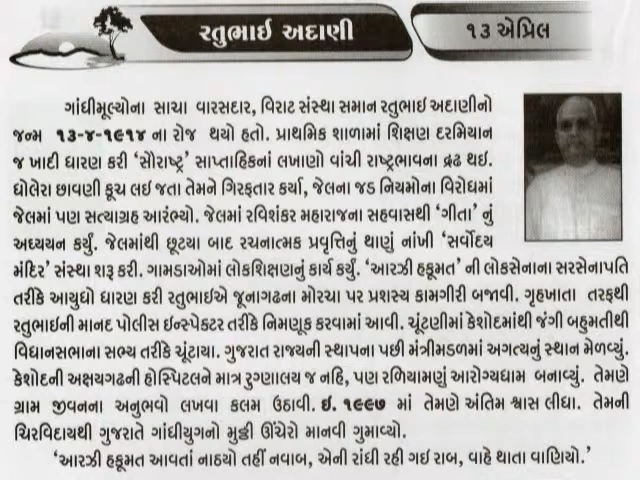 રતુભાઈ અદાણી
૧૩ એપ્રિલ
ગાંધીમૂલ્યોના સાચા વારસદાર, વિરાટ સંસ્થા સમાન રતુભાઈ અદાણીનો
જન્મ ૧૩-૪-૧૯૧૪ ના રોજ થયો હતો. પ્રાથમિક શાળામાં શિક્ષણ દરમિયાન
જ ખાદી ધારણ કરી ‘સૌરાષ્ટ્ર’ સાપ્તાહિકનાં લખાણો વાંચી રાષ્ટ્રભાવના દ્રઢ થઇ.
ધોલેરા છાવણી કૂચ લઇ જતા તેમને ગિરફતાર કર્યા, જેલના જડ નિયમોના વિરોધમાં
જેલમાં પણ સત્યાગ્રહ આરંભ્યો. જેલમાં રવિશંકર મહારાજના સહવાસથી ‘ગીતા’ નું
અધ્યયન કર્યું. જેલમાંથી છૂટયા બાદ રચનાત્મક પ્રવૃત્તિનું થાણું નાંખી ‘સર્વોદય
મંદિર’ સંસ્થા શરૂ કરી. ગામડાઓમાં લોકશિક્ષણનું કાર્ય કર્યું. ‘આરઝી હકૂમત’ ની લોકસેનાના સરસેનાપતિ
તરીકે આયુધો ધારણ કરી રતુભાઈએ જૂનાગઢના મોરચા પર પ્રશસ્ય કામગીરી બજાવી. ગૃહખાતા તરફથી
રતુભાઈની માનદ પોલીસ ઇન્સ્પેક્ટર તરીકે નિમણૂક કરવામાં આવી. ચૂંટણીમાં કેશોદમાંથી જંગી બહુમતીથી
વિધાનસભાના સભ્ય તરીકે ચૂંટાયા. ગુજરાત રાજ્યની સ્થાપના પછી મંત્રીમંડળમાં અગત્યનું સ્થાન મેળવ્યું.
કેશોદની અક્ષયગઢની હોસ્પિટલને માત્ર રુગ્ણાલય જ નહિ, પણ રળિયામણું આરોગ્યધામ બનાવ્યું. તેમણે
ગ્રામ જીવનના અનુભવો લખવા કલમ ઉઠાવી. ઇ. ૧૯૯૭ માં તેમણે અંતિમ શ્વાસ લીધા. તેમની
ચિરવિદાયથી ગુજરાતે ગાંધીયુગનો મુઠ્ઠી ઊંચેરો માનવી ગુમાવ્યો.
‘આરઝી હકૂમત આવતાં નાઠયો તહીં નવાબ, એની રાંધી રહી ગઇ રાબ, વાહે થાતા વાણિયો.’